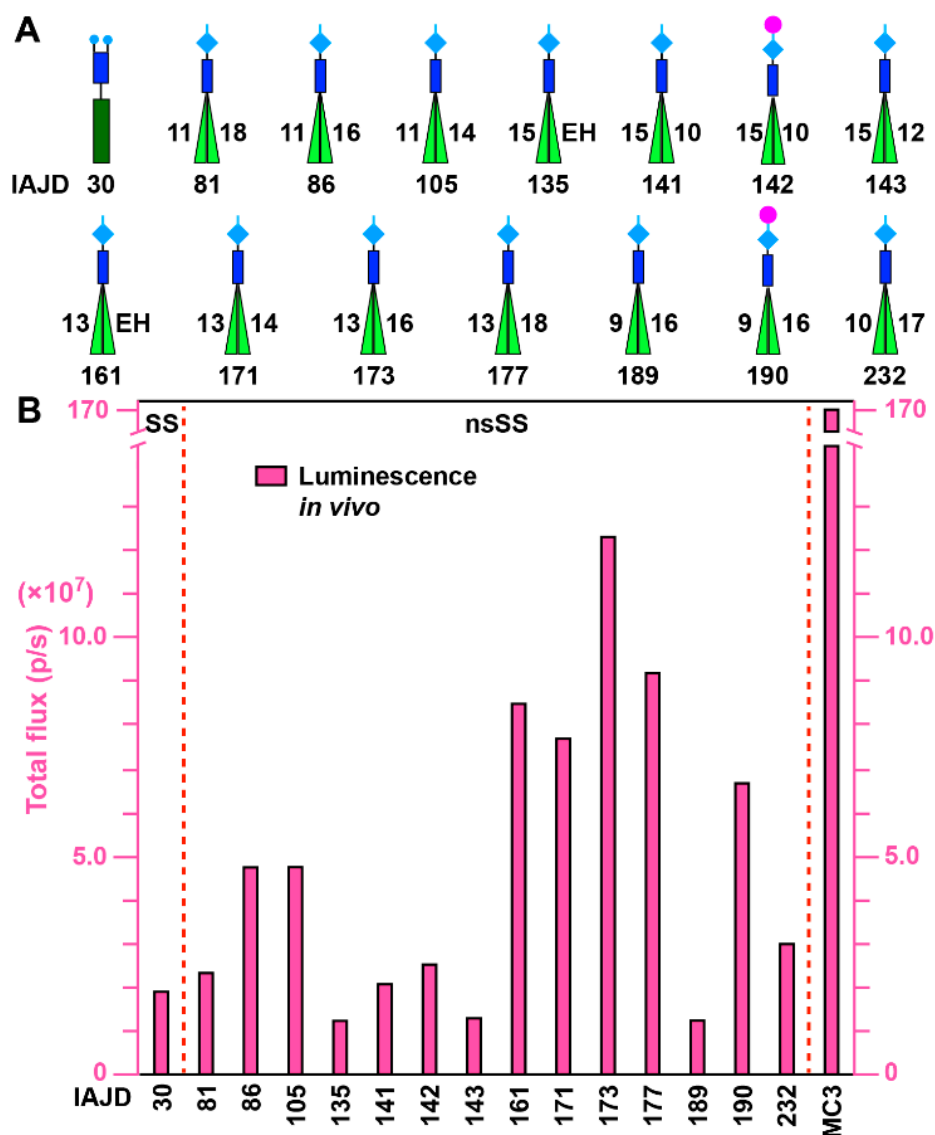 A
11 18 11 16 11 14 15 EH 15 10 15 10 15 12
IAJD 30 81 86 105 135 141 142 143
13 EH 13 14 13 16 13 18 9 16 9 16 10 17
161 171 173 177 189 190 232
B
170 SS nsSS 170
Luminescence
in vivo
Total flux (p/s) (×10⁷)
10.0 10.0
5.0 5.0
0 0
IAJD 30 81 86 105 135 141 142 143 161 171 173 177 189 190 232 MC3